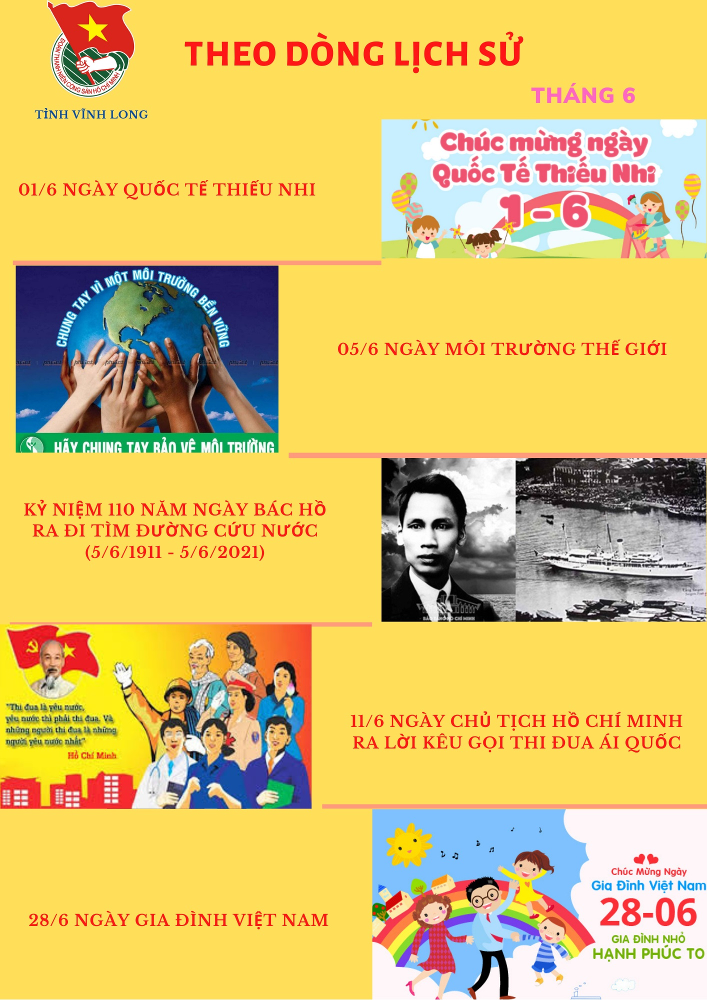 ĐOÀN THANH NIÊN CỘNG SẢN HỒ CHÍ MINH
TỈNH VĨNH LONG
THEO DÒNG LỊCH SỬ
THÁNG 6
01/6 NGÀY QUỐC TẾ THIẾU NHI
Chúc mừng ngày
Quốc Tế Thiếu Nhi
1 - 6
CHUNG TAY VÌ MỘT MÔI TRƯỜNG BỀN VỮNG
HÃY CHUNG TAY BẢO VỆ MÔI TRƯỜNG
05/6 NGÀY MÔI TRƯỜNG THẾ GIỚI
KỶ NIỆM 110 NĂM NGÀY BÁC HỒ
RA ĐI TÌM ĐƯỜNG CỨU NƯỚC
(5/6/1911 - 5/6/2021)
BẢO TÀNG HỒ CHÍ MINH
"Thi đua là yêu nước,
yêu nước thì phải thi đua. Và
những người thi đua là những
người yêu nước nhất"
Hồ Chí Minh
11/6 NGÀY CHỦ TỊCH HỒ CHÍ MINH
RA LỜI KÊU GỌI THI ĐUA ÁI QUỐC
28/6 NGÀY GIA ĐÌNH VIỆT NAM
Chúc Mừng Ngày
Gia Đình Việt Nam
28-06
GIA ĐÌNH NHỎ
HẠNH PHÚC TO